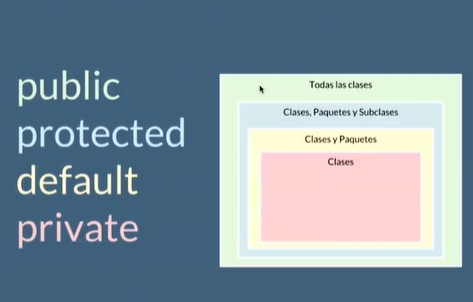 public
protected
default
private
Todas las clases
Clases, Paquetes y Subclases
Clases y Paquetes
Clases